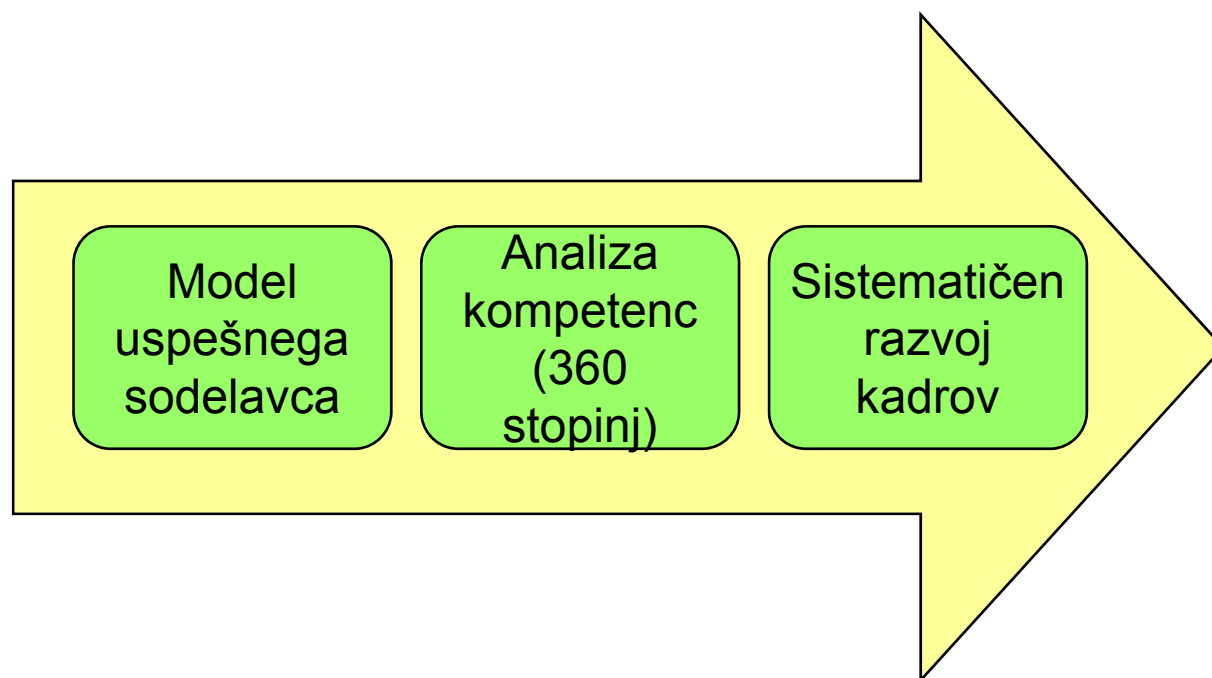 Model
uspešnega
sodelavca
Analiza
kompetenc
(360
stopinj)
Sistematičen
razvoj
kadrov